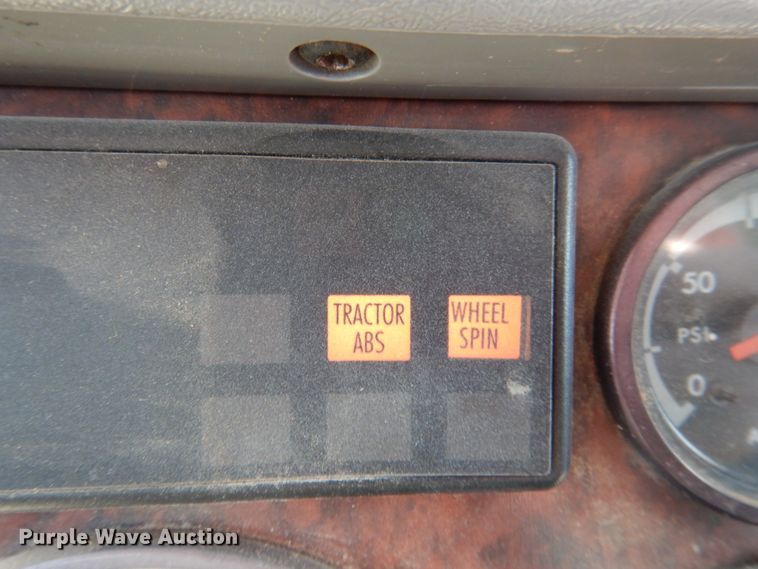 TRACTOR
ABS
WHEEL
SPIN
50
PSI
0
Purple Wave Auction